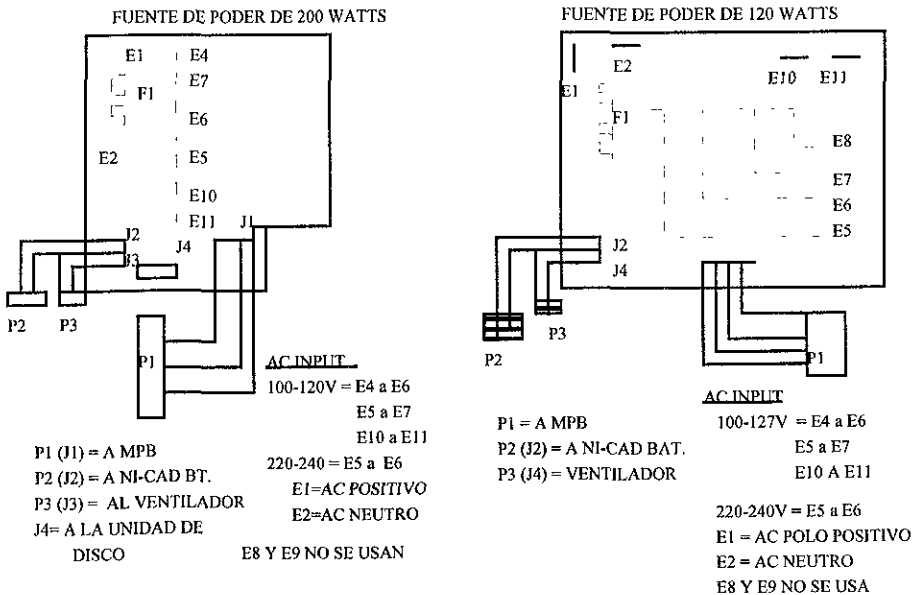 FUENTE DE PODER DE 200 WATTS
E1
E4
E7
F1
E6
E2
E5
E10
E11
J1
J2
J4
J3
P2
P3
P1
AC INPUT
100-120V = E4 a E6
E5 a E7
E10 a E11
220-240 = E5 a E6
E1=AC POSITIVO
E2=AC NEUTRO
P1 (J1) = A MPB
P2 (J2) = A NI-CAD BT.
P3 (J3) = AL VENTILADOR
J4= A LA UNIDAD DE
DISCO
E8 Y E9 NO SE USAN
FUENTE DE PODER DE 120 WATTS
E2
E1
E10
E11
F1
E8
E7
E6
E5
J2
J4
P2
P3
P1
P1 = A MPB
P2 (J2) = A NI-CAD BAT.
P3 (J4) = VENTILADOR
AC INPUT
100-127V = E4 a E6
E5 a E7
E10 A E11
220-240V = E5 a E6
E1 = AC POLO POSITIVO
E2 = AC NEUTRO
E8 Y E9 NO SE USA